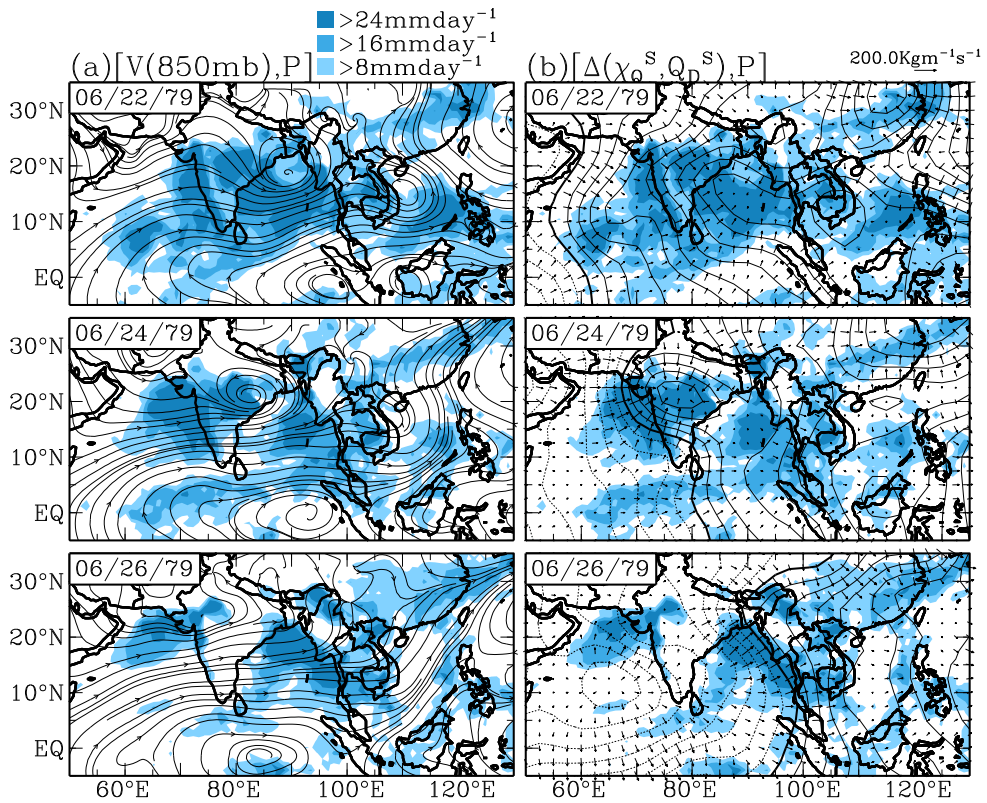 >24mmday⁻¹
>16mmday⁻¹
>8mmday⁻¹
(a)[V(850mb),P]
(b)[Δ(χ_Q^S,Q_D^S),P]
200.0Kgm⁻¹s⁻¹
06/22/79
06/22/79
30°N
20°N
10°N
EQ
06/24/79
06/24/79
30°N
20°N
10°N
EQ
06/26/79
06/26/79
30°N
20°N
10°N
EQ
60°E 80°E 100°E 120°E
60°E 80°E 100°E 120°E